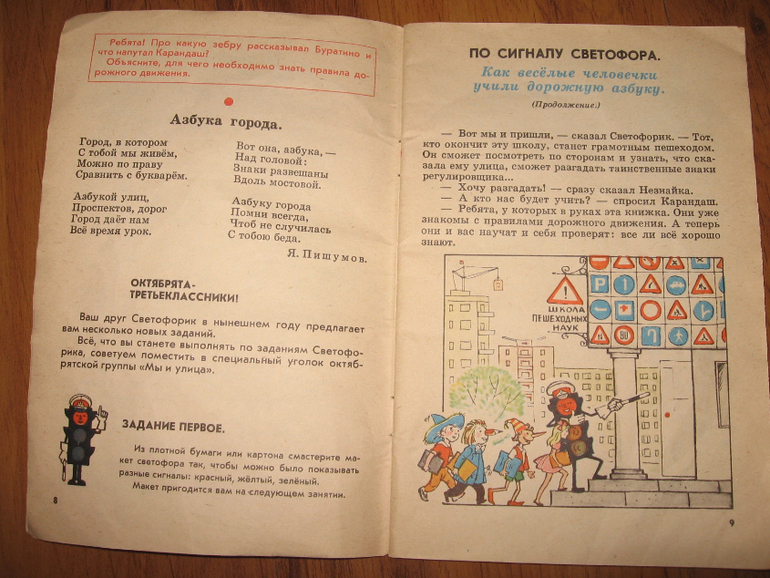 Ребята! Про какую зебру рассказывал Буратино и
что напутал Карандаш?
Объясните, для чего необходимо знать правила до-
рожного движения.
Азбука города.
Город, в котором
С тобой мы живём,
Можно по праву
Сравнить с букварём.
Азбукой улиц,
Проспектов, дорог
Город даёт нам
Всё время урок.
Вот она, азбука, —
Над головой:
Знаки развешаны
Вдоль мостовой.
Азбуку города
Помни всегда,
Чтоб не случилась
С тобою беда.
Я. Пишумов.
ОКТЯБРЯТА-
ТРЕТЬЕКЛАССНИКИ!
Ваш друг Светофорик в нынешнем году предлагает
вам несколько новых заданий.
Всё, что вы станете выполнять по заданиям Светофо-
рика, советуем поместить в специальный уголок октяб-
рятской группы «Мы и улица».
ЗАДАНИЕ ПЕРВОЕ.
Из плотной бумаги или картона смастерите ма-
кет светофора так, чтобы можно было показывать
разные сигналы: красный, жёлтый, зелёный.
Макет пригодится вам на следующем занятии.
8
ПО СИГНАЛУ СВЕТОФОРА.
Как весёлые человечки
учили дорожную азбуку.
(Продолжение.)
— Вот мы и пришли, — сказал Светофорик. — Тот,
кто окончит эту школу, станет грамотным пешеходом.
Он сможет посмотреть по сторонам и узнать, что ска-
зала ему улица, сможет разгадать таинственные знаки
регулировщика...
— Хочу разгадать! — сразу сказал Незнайка.
— А кто нас будет учить? — спросил Карандаш.
— Ребята, у которых в руках эта книжка. Они уже
знакомы с правилами дорожного движения. А теперь
они и вас научат и себя проверят: все ли всё хорошо
знают.
ШКОЛА
ПЕШЕХОДНЫХ
НАУК
9